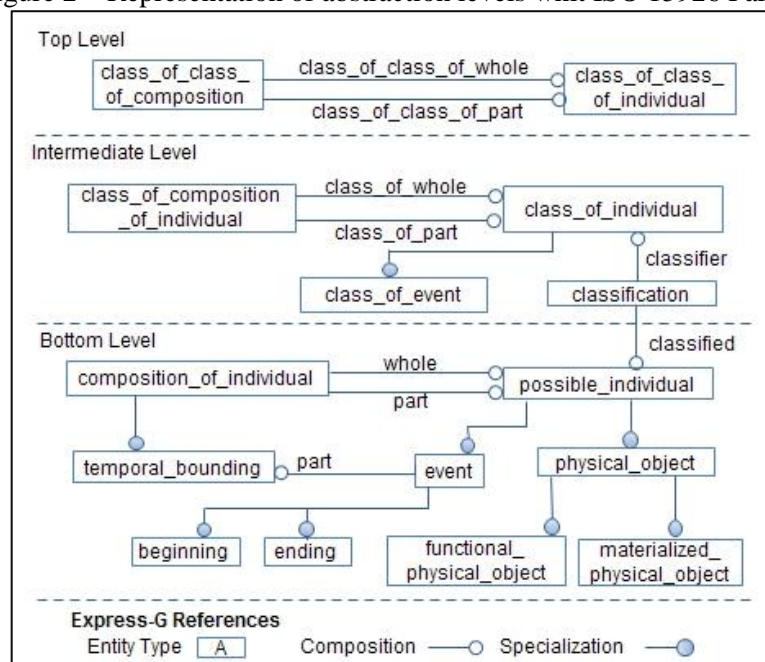 Figure 2 – Representation of abstraction levels whit ISO 15926 Part
Top Level
class_of_class_
of_composition
class_of_class_of_whole
class_of_class_of_part
class_of_class_
of_individual
Intermediate Level
class_of_composition
_of_individual
class_of_whole
class_of_part
class_of_individual
class_of_event
classifier
classification
Bottom Level
classified
composition_of_individual
whole
part
possible_individual
temporal_bounding
part
event
physical_object
beginning
ending
functional_
physical_object
materialized_
physical_object
Express-G References
Entity Type A Composition Specialization